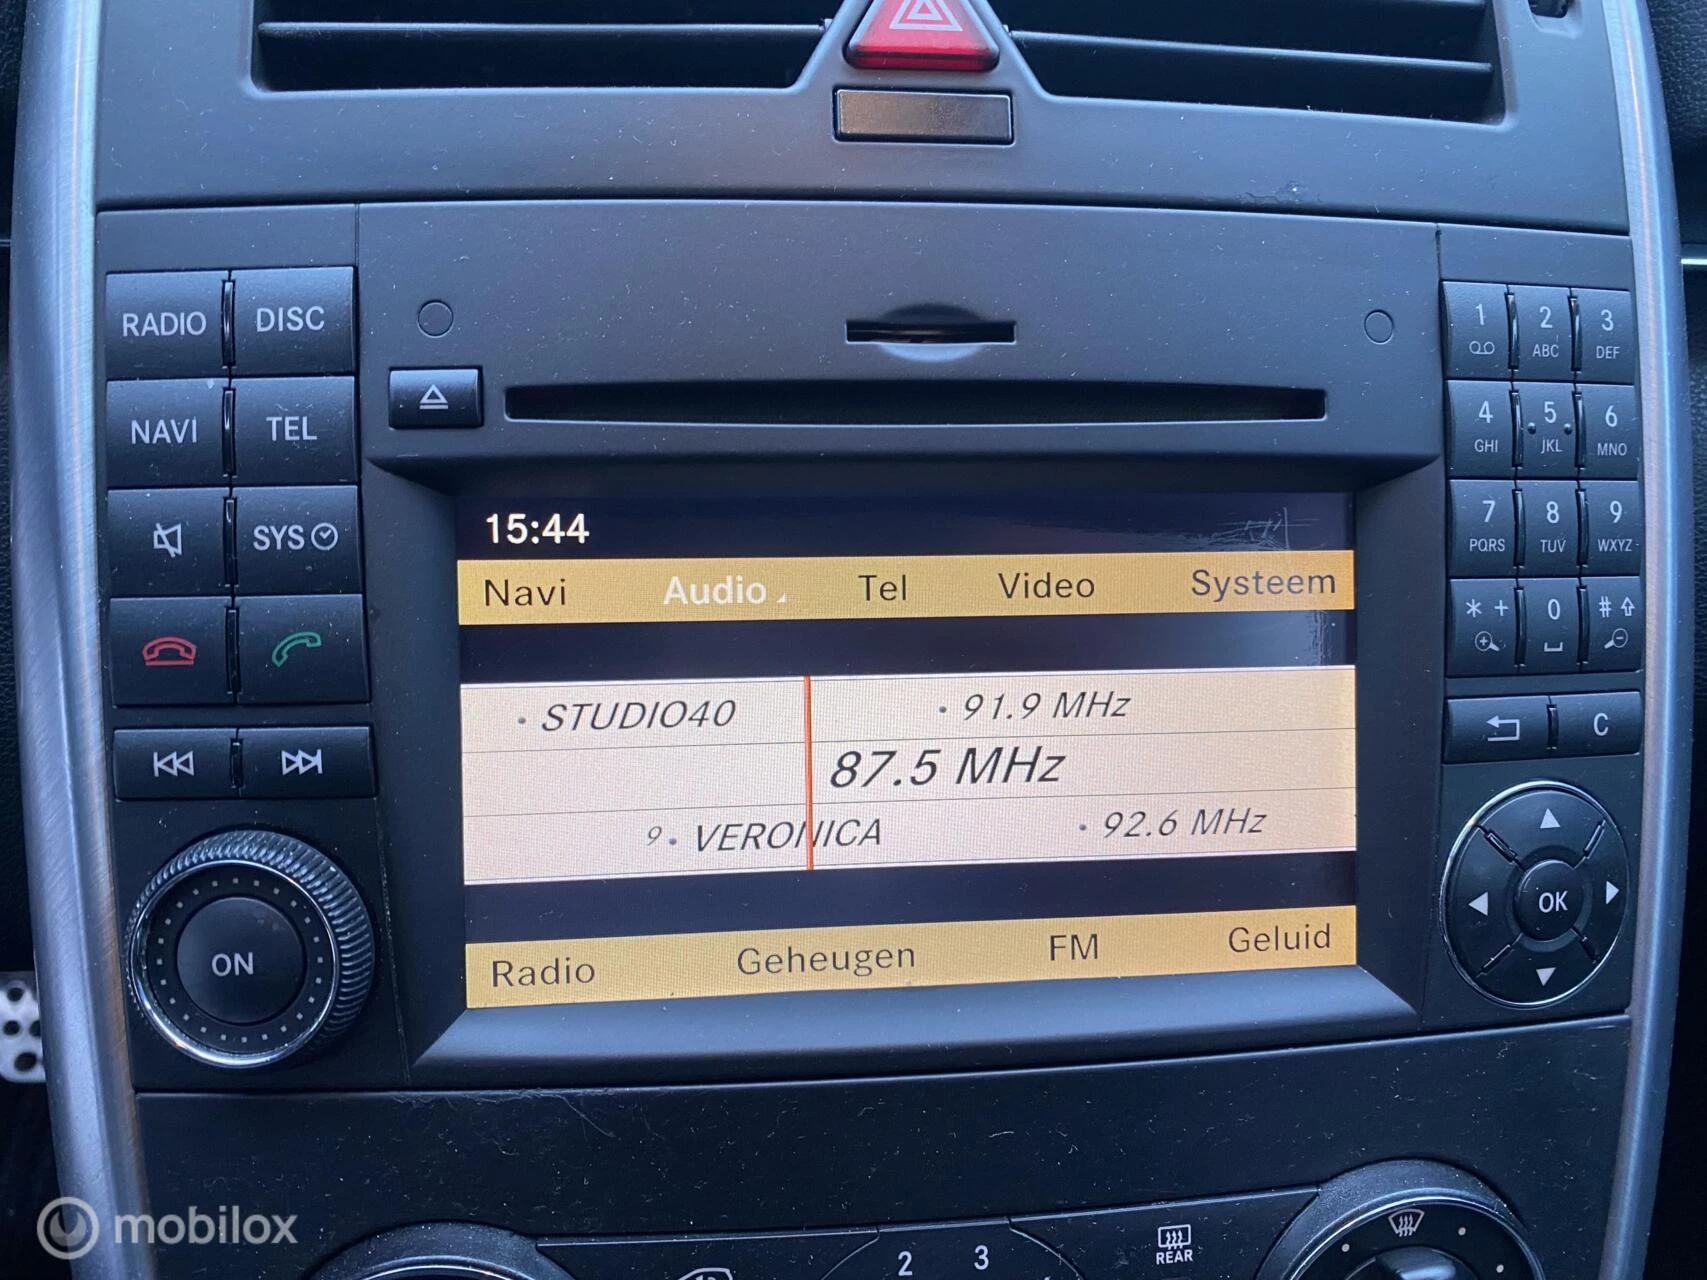 RADIO DISC
NAVI TEL
SYS
ON
1 2 3
ABC DEF
4 5 6
GHI JKL MNO
7 8 9
PQRS TUV WXYZ
* + 0 #
C
OK
15:44
Navi Audio Tel Video Systeem
• STUDIO40 • 91.9 MHz
87.5 MHz
9 • VERONICA • 92.6 MHz
Radio Geheugen FM Geluid
2 3 REAR
mobilox